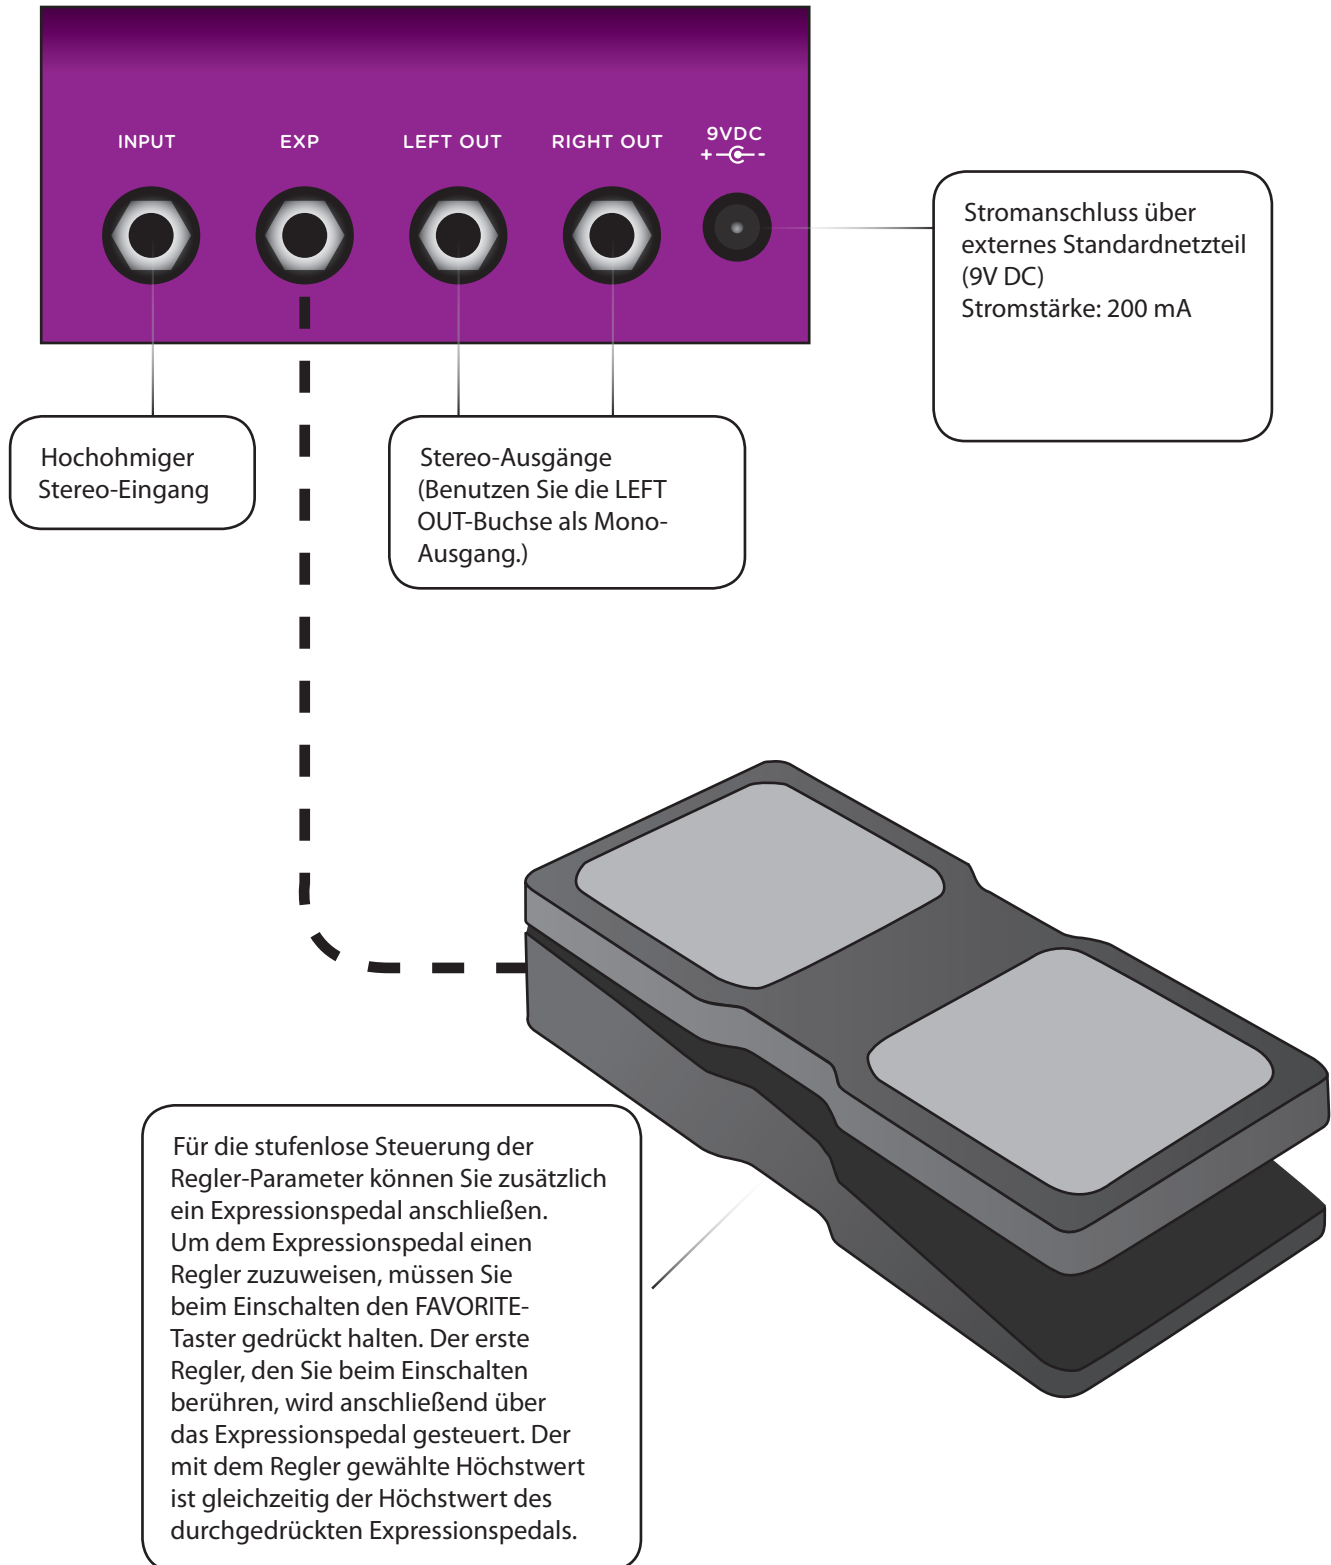 INPUT EXP LEFT OUT RIGHT OUT 9VDC
+ -
Stromanschluss über
externes Standardnetzteil
(9V DC)
Stromstärke: 200 mA
Hochohmiger
Stereo-Eingang
Stereo-Ausgänge
(Benutzen Sie die LEFT
OUT-Buchse als Mono-
Ausgang.)
Für die stufenlose Steuerung der
Regler-Parameter können Sie zusätzlich
ein Expressionspedal anschließen.
Um dem Expressionspedal einen
Regler zuzuweisen, müssen Sie
beim Einschalten den FAVORITE-
Taster gedrückt halten. Der erste
Regler, den Sie beim Einschalten
berühren, wird anschließend über
das Expressionspedal gesteuert. Der
mit dem Regler gewählte Höchstwert
ist gleichzeitig der Höchstwert des
durchgedrückten Expressionspedals.